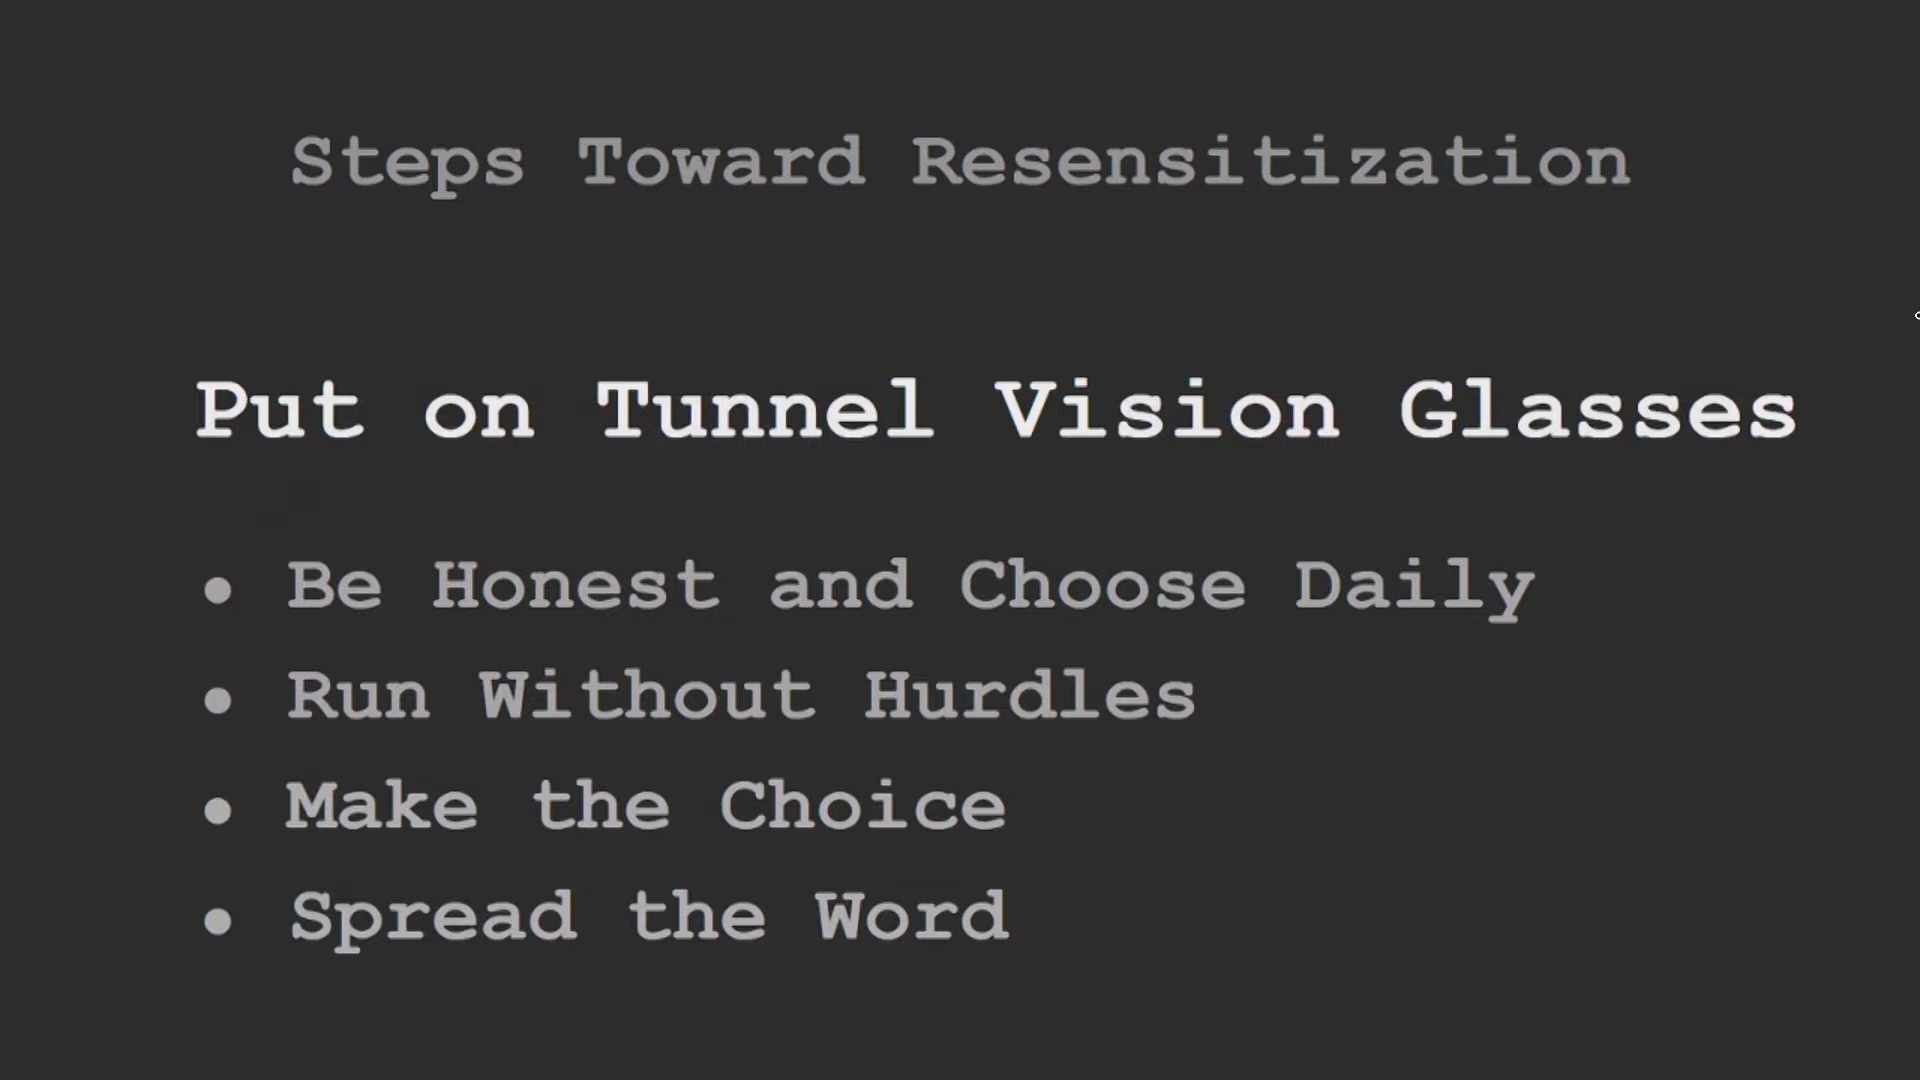 Steps Toward Resensitization
Put on Tunnel Vision Glasses
● Be Honest and Choose Daily
● Run Without Hurdles
● Make the Choice
● Spread the Word